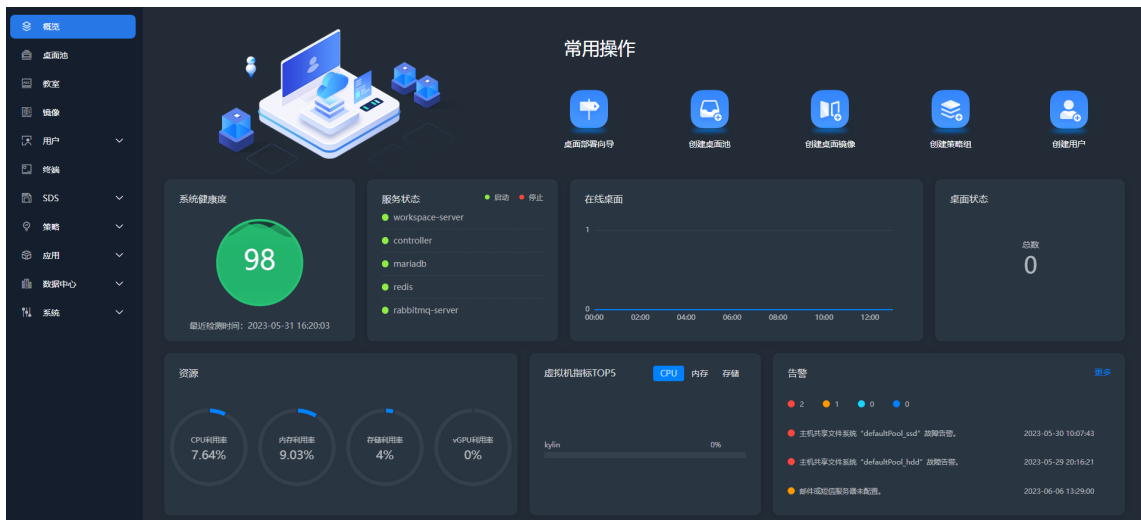 概览
桌面池
教室
镜像
用户
终端
SDS
策略
应用
数据中心
系统
常用操作
桌面部署向导
创建桌面池
创建桌面镜像
创建策略组
创建用户
系统健康度
98
最近检测时间：2023-05-31 16:20:03
服务状态 启动 停止
workspace-server
controller
mariadb
redis
rabbitmq-server
在线桌面
1
0
00:00 02:00 04:00 06:00 08:00 10:00 12:00
桌面状态
总数
0
资源
CPU利用率
7.64%
内存利用率
9.03%
存储利用率
4%
vGPU利用率
0%
虚拟机指标TOP5 CPU 内存 存储
kylin 0%
告警 更多
2 1 0 0
主机共享文件系统“defaultPool_ssd”故障告警。 2023-05-30 10:07:43
主机共享文件系统“defaultPool_hdd”故障告警。 2023-05-29 20:16:21
邮件或短信服务器未配置。 2023-06-06 13:29:00